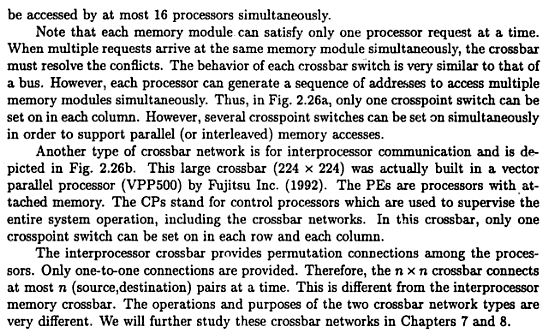 be accessed by at most 16 processors simultaneously.
Note that each memory module can satisfy only one processor request at a time.
When multiple requests arrive at the same memory module simultaneously, the crossbar
must resolve the conflicts. The behavior of each crossbar switch is very similar to that of
a bus. However, each processor can generate a sequence of addresses to access multiple
memory modules simultaneously. Thus, in Fig. 2.26a, only one crosspoint switch can be
set on in each column. However, several crosspoint switches can be set on simultaneously
in order to support parallel (or interleaved) memory accesses.
Another type of crossbar network is for interprocessor communication and is de-
picted in Fig. 2.26b. This large crossbar (224 × 224) was actually built in a vector
parallel processor (VPP500) by Fujitsu Inc. (1992). The PEs are processors with at-
tached memory. The CPs stand for control processors which are used to supervise the
entire system operation, including the crossbar networks. In this crossbar, only one
crosspoint switch can be set on in each row and each column.
The interprocessor crossbar provides permutation connections among the proces-
sors. Only one-to-one connections are provided. Therefore, the n x n crossbar connects
at most n (source,destination) pairs at a time. This is different from the interprocessor
memory crossbar. The operations and purposes of the two crossbar network types are
very different. We will further study these crossbar networks in Chapters 7 and 8.